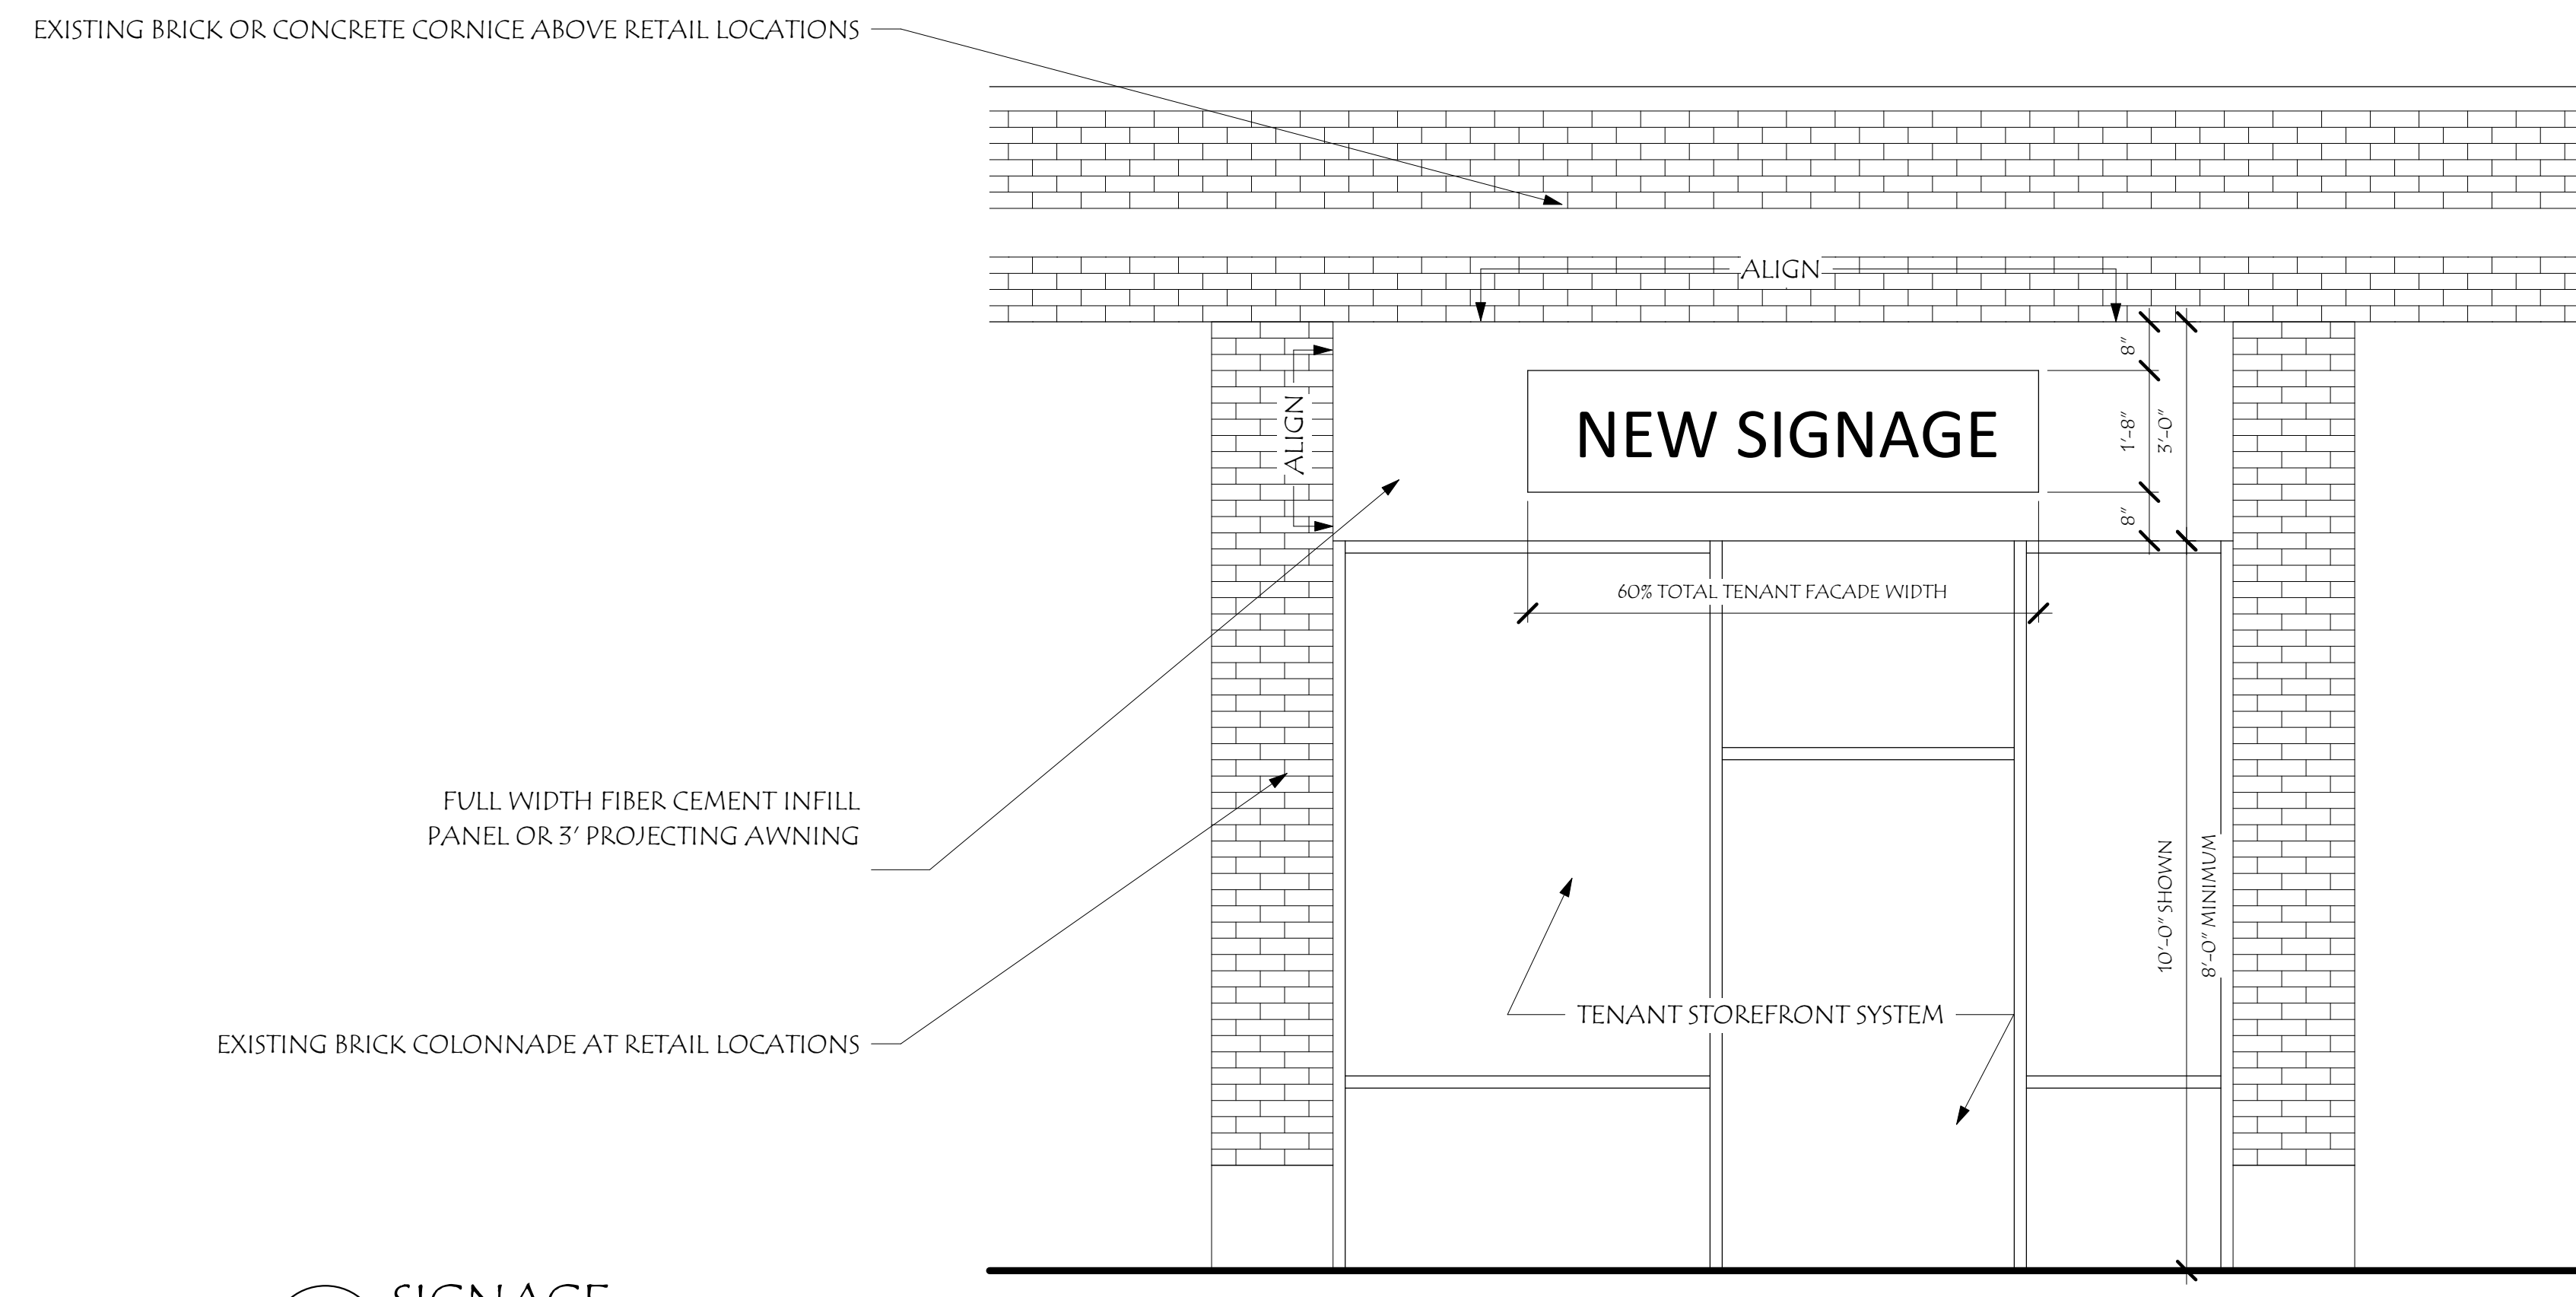 EXISTING BRICK OR CONCRETE CORNICE ABOVE RETAIL LOCATIONS
ALIGN
8"
ALIGN
NEW SIGNAGE
1'-8"
3'-0"
8"
60% TOTAL TENANT FACADE WIDTH
FULL WIDTH FIBER CEMENT INFILL
PANEL OR 3' PROJECTING AWNING
10'-0" SHOWN
8'-0" MINIMUM
TENANT STOREFRONT SYSTEM
EXISTING BRICK COLONNADE AT RETAIL LOCATIONS
SIGNAGE